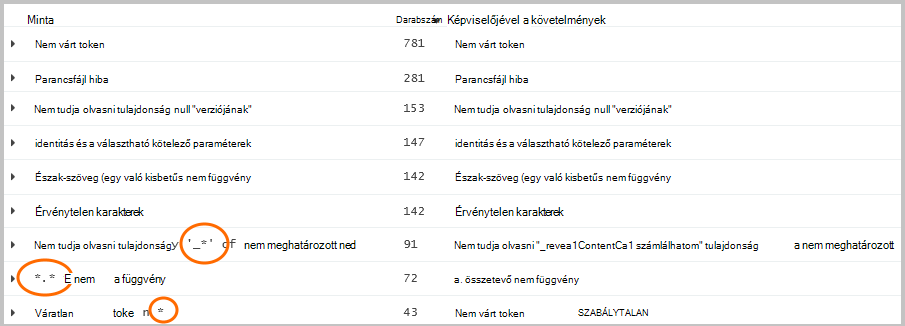 Minta Darabszám Képviselőjével a követelmények
Nem várt token 781 Nem várt token
Parancsfájl hiba 281 Parancsfájl hiba
Nem tudja olvasni tulajdonság null "verziójának" 153 Nem tudja olvasni tulajdonság null "verziójának"
identitás és a választható kötelező paraméterek 147 identitás és a választható kötelező paraméterek
Észak-szöveg (egy való kisbetűs nem függvény 142 Észak-szöveg (egy való kisbetűs nem függvény
Érvénytelen karakterek 142 Érvénytelen karakterek
Nem tudja olvasni tulajdonság y '_*' of nem meghatározott ned 91 Nem tudja olvasni "_revea1ContentCa1 számlálhatom" tulajdonság a nem meghatározott
*.* E nem a függvény 72 a. összetevő nem függvény
Váratlan toke n * 43 Nem várt token SZABÁLYTALAN